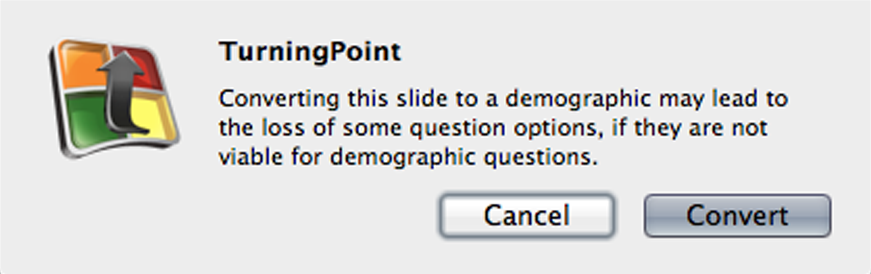 TurningPoint
Converting this slide to a demographic may lead to
the loss of some question options, if they are not
viable for demographic questions.
Cancel
Convert